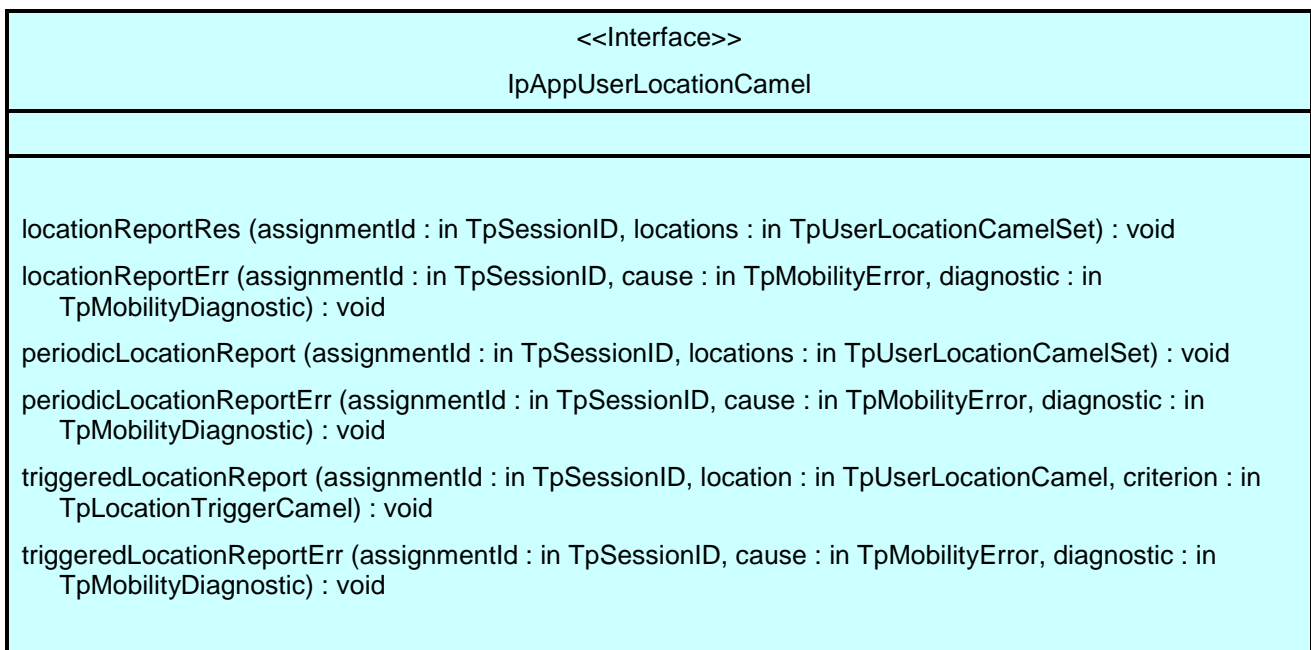 <<Interface>>
IpAppUserLocationCamel
locationReportRes (assignmentId : in TpSessionID, locations : in TpUserLocationCamelSet) : void
locationReportErr (assignmentId : in TpSessionID, cause : in TpMobilityError, diagnostic : in
TpMobilityDiagnostic) : void
periodicLocationReport (assignmentId : in TpSessionID, locations : in TpUserLocationCamelSet) : void
periodicLocationReportErr (assignmentId : in TpSessionID, cause : in TpMobilityError, diagnostic : in
TpMobilityDiagnostic) : void
triggeredLocationReport (assignmentId : in TpSessionID, location : in TpUserLocationCamel, criterion : in
TpLocationTriggerCamel) : void
triggeredLocationReportErr (assignmentId : in TpSessionID, cause : in TpMobilityError, diagnostic : in
TpMobilityDiagnostic) : void